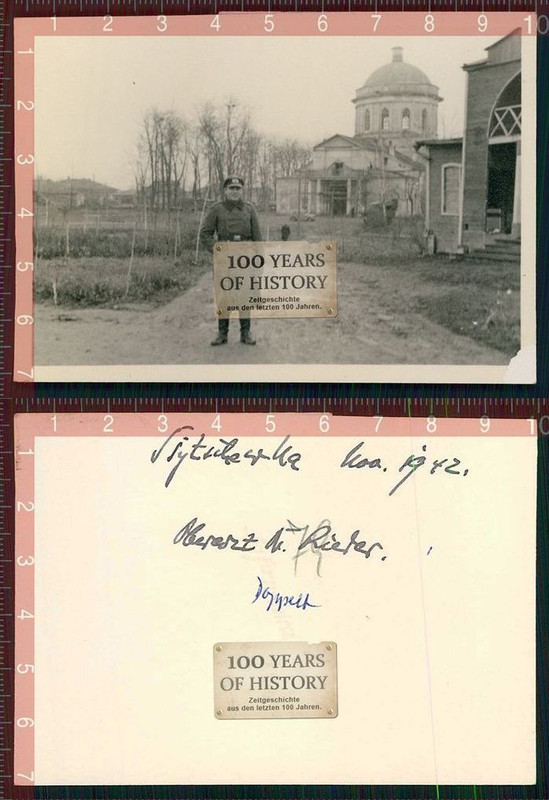 0 1 2 3 4 5 6 7 8 9 10
1
2
3
4
5
6
7
100 YEARS
OF HISTORY
Zeitgeschichte
aus den letzten 100 Jahren.
0 1 2 3 4 5 6 7 8 9 10
1
2
3
4
5
6
7
Ssytschewka Nov. 1942.
Oberarzt Dr. Rieder.
Doppelt
100 YEARS
OF HISTORY
Zeitgeschichte
aus den letzten 100 Jahren.